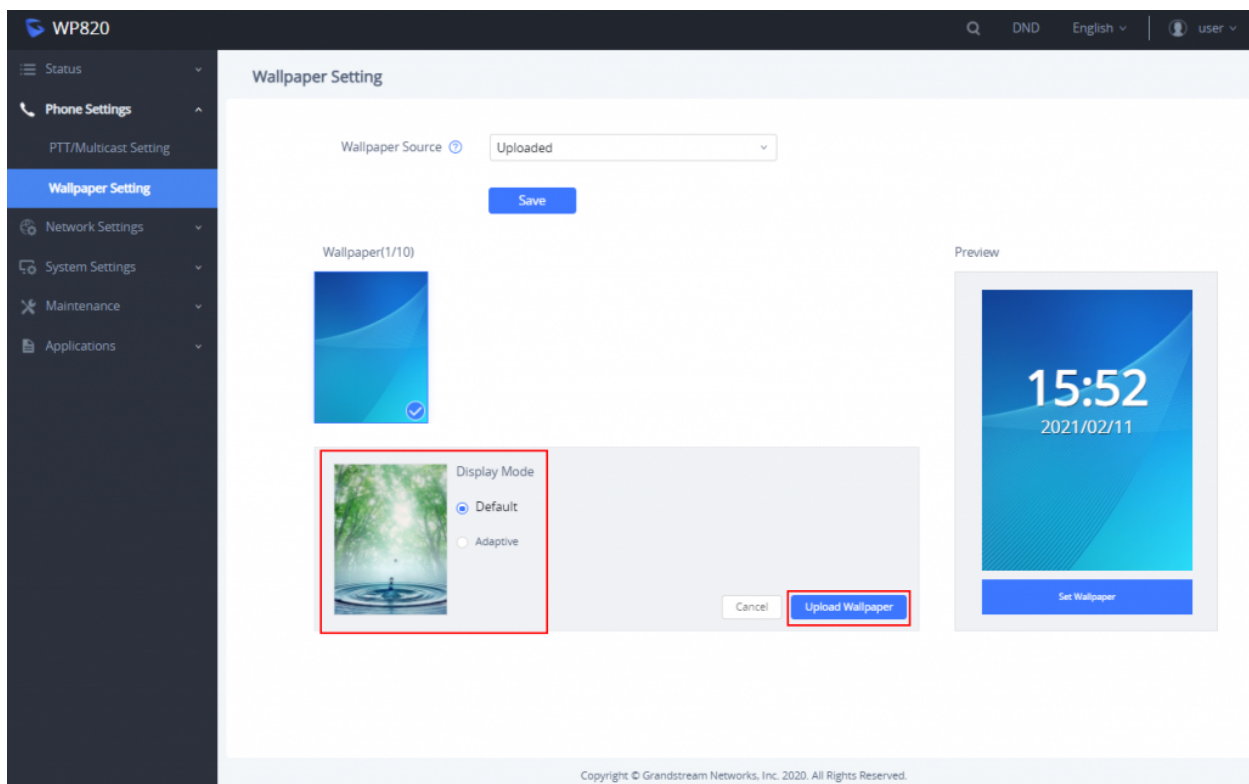 WP820
DND English user
Status
Phone Settings
PTT/Multicast Setting
Wallpaper Setting
Network Settings
System Settings
Maintenance
Applications
Wallpaper Setting
Wallpaper Source ? Uploaded
Save
Wallpaper(1/10)
Display Mode
Default
Adaptive
Cancel Upload Wallpaper
Preview
15:52
2021/02/11
Set Wallpaper
Copyright © Grandstream Networks, Inc. 2020. All Rights Reserved.